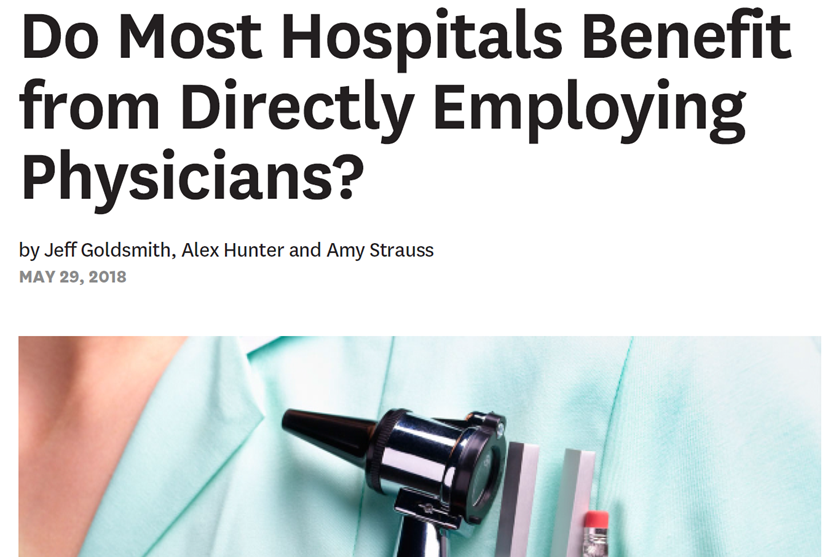 Do Most Hospitals Benefit
from Directly Employing
Physicians?
by Jeff Goldsmith, Alex Hunter and Amy Strauss
MAY 29, 2018